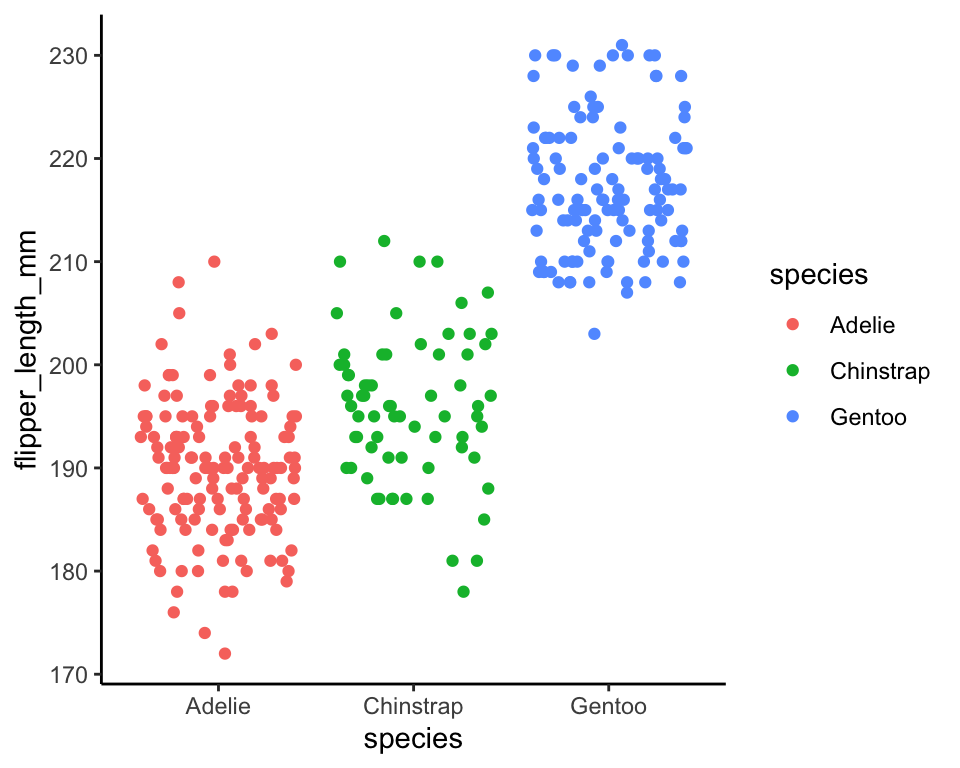 230
220
210
200
190
180
170
flipper_length_mm
Adelie
Chinstrap
Gentoo
species
species
Adelie
Chinstrap
Gentoo